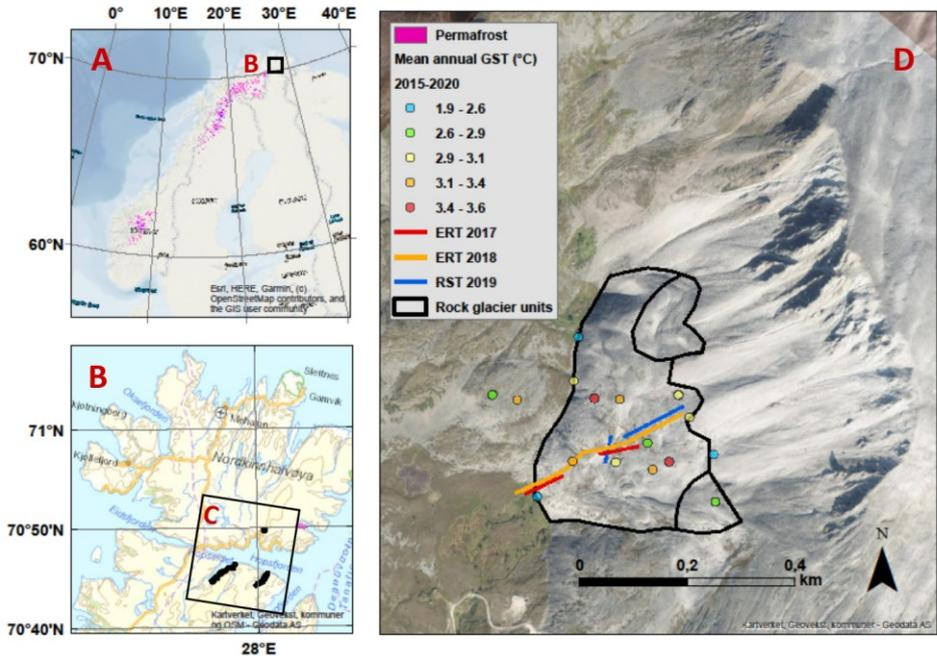 0° 10°E 20°E 30°E 40°E
70°N
60°N
A
B
Esri, HERE, Garmin, (c)
OpenStreetMap contributors, and
the GIS user community
B
Slettnes
Gamvik
Mehamn
Kjøllefjord
Nordkinnhalvøya
Eidsfjorden
Hopsfjorden
C
71°N
70°50'N
70°40'N
28°E
Kartverket, Geovekst, kommuner
og OSM - Geodata AS
D
Permafrost
Mean annual GST (°C)
2015-2020
1.9 - 2.6
2.6 - 2.9
2.9 - 3.1
3.1 - 3.4
3.4 - 3.6
ERT 2017
ERT 2018
RST 2019
Rock glacier units
N
0 0,2 0,4
km
Kartverket, Geovekst, kommuner - Geodata AS